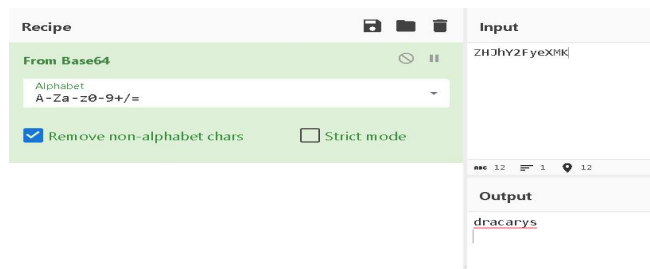 Recipe
From Base64
Alphabet
A-Za-z0-9+/=
Remove non-alphabet chars
Strict mode
Input
ZHJhY2FyeXMK
ABC 12 1 12
Output
dracarys